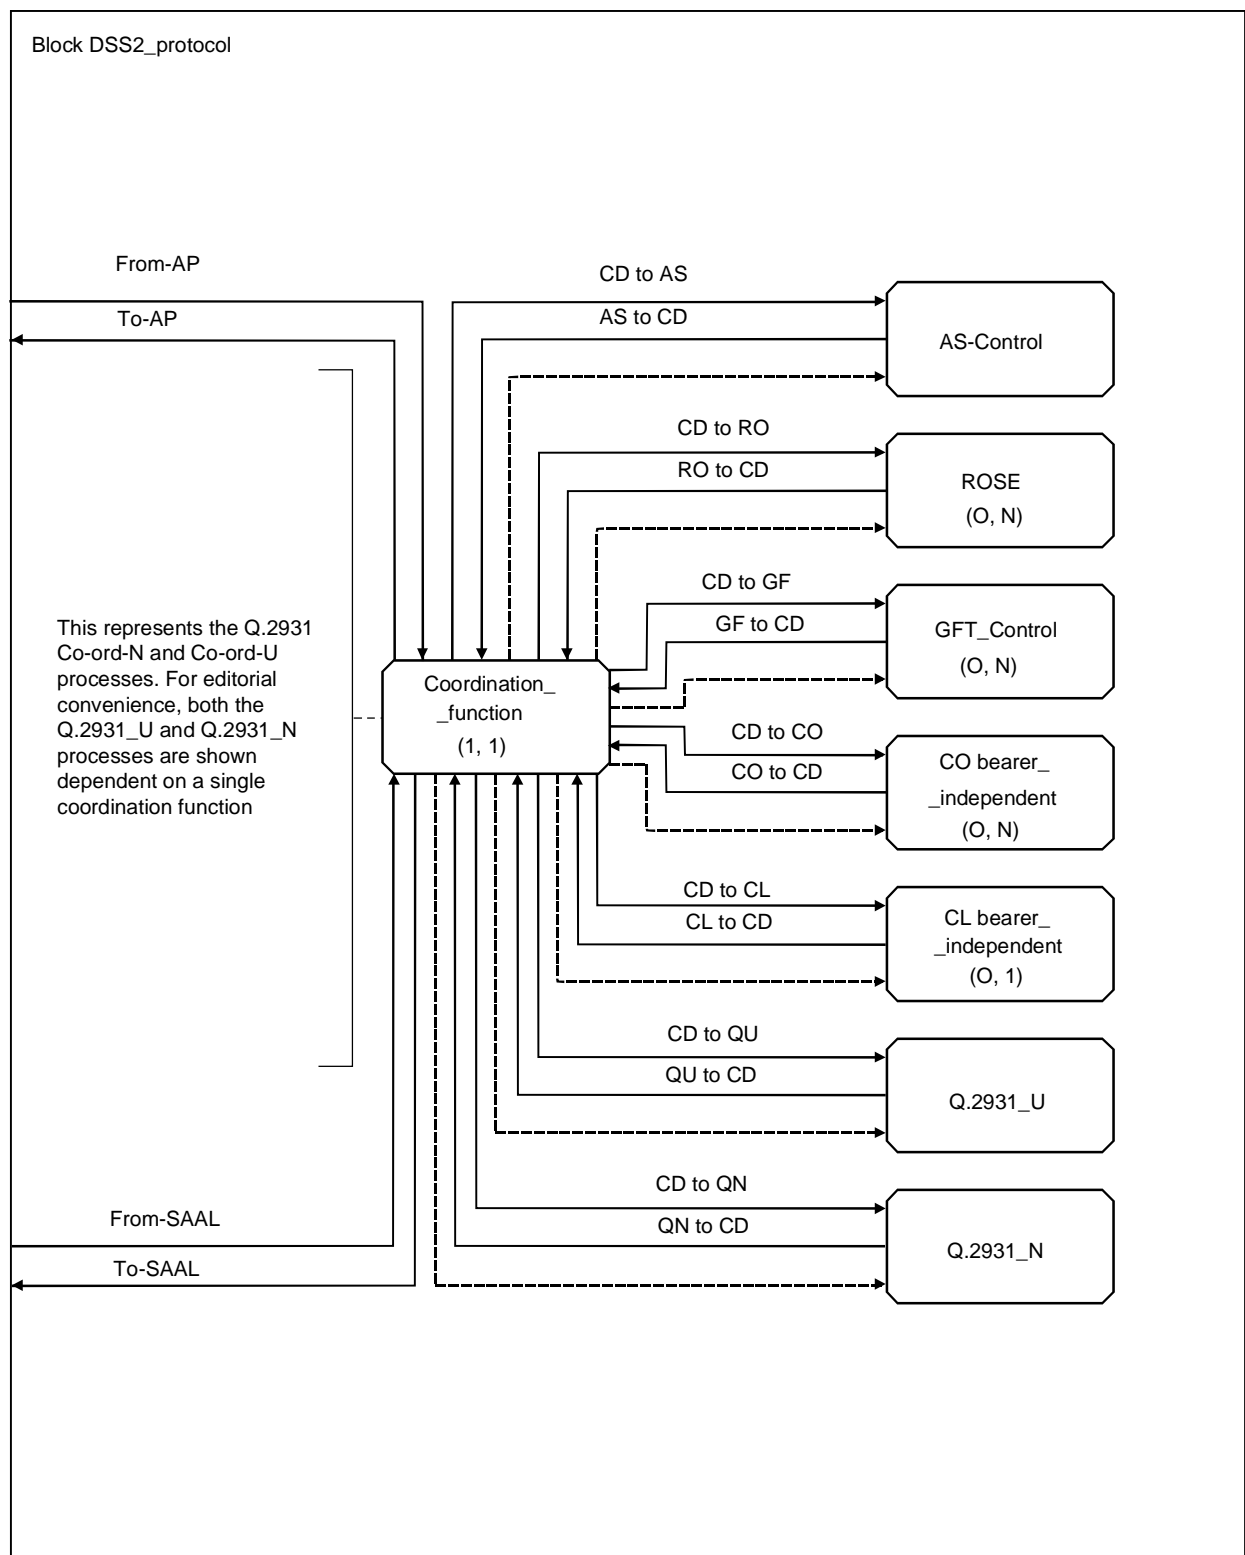 Block DSS2_protocol
From-AP
To-AP
CD to AS
AS to CD
AS-Control
CD to RO
RO to CD
ROSE
(O, N)
CD to GF
GF to CD
GFT_Control
(O, N)
This represents the Q.2931
Co-ord-N and Co-ord-U
processes. For editorial
convenience, both the
Q.2931_U and Q.2931_N
processes are shown
dependent on a single
coordination function
Coordination_
_function
(1, 1)
CD to CO
CO to CD
CO bearer_
_independent
(O, N)
CD to CL
CL to CD
CL bearer_
_independent
(O, 1)
CD to QU
QU to CD
Q.2931_U
CD to QN
QN to CD
Q.2931_N
From-SAAL
To-SAAL